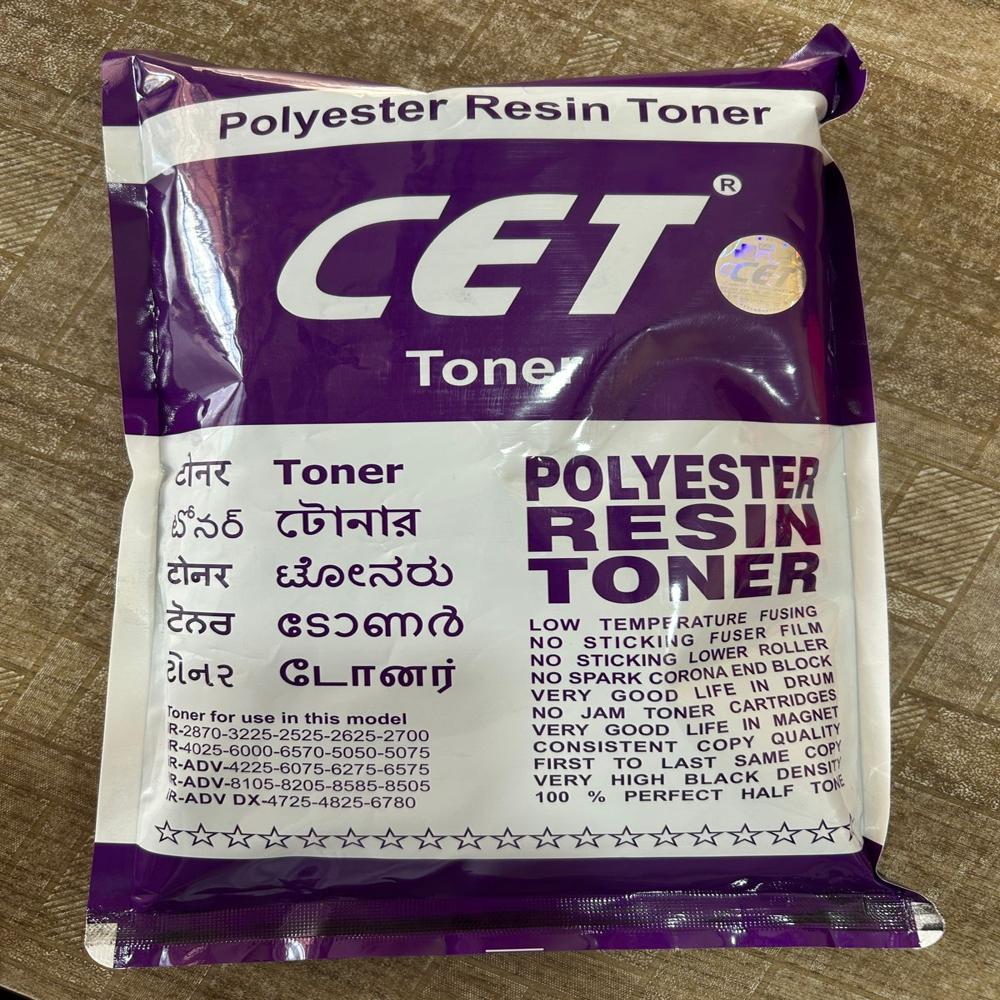 Polyester Resin Toner
CET®
CET
Toner
टोनर Toner
టోనర్ টোনার
टोनर ಟೋನರು
ਟੋਨਰ ടോണർ
ટોનર டோனர்
Toner for use in this model
R-2870-3225-2525-2625-2700
R-4025-6000-6570-5050-5075
R-ADV-4225-6075-6275-6575
R-ADV-8105-8205-8585-8505
IR-ADV DX-4725-4825-6780
POLYESTER
RESIN
TONER
LOW TEMPERATURE FUSING
NO STICKING FUSER FILM
NO STICKING LOWER ROLLER
NO SPARK CORONA END BLOCK
VERY GOOD LIFE IN DRUM
NO JAM TONER CARTRIDGES
VERY GOOD LIFE IN MAGNET
CONSISTENT COPY QUALITY
FIRST TO LAST SAME COPY
VERY HIGH BLACK DENSITY
100 % PERFECT HALF TONE